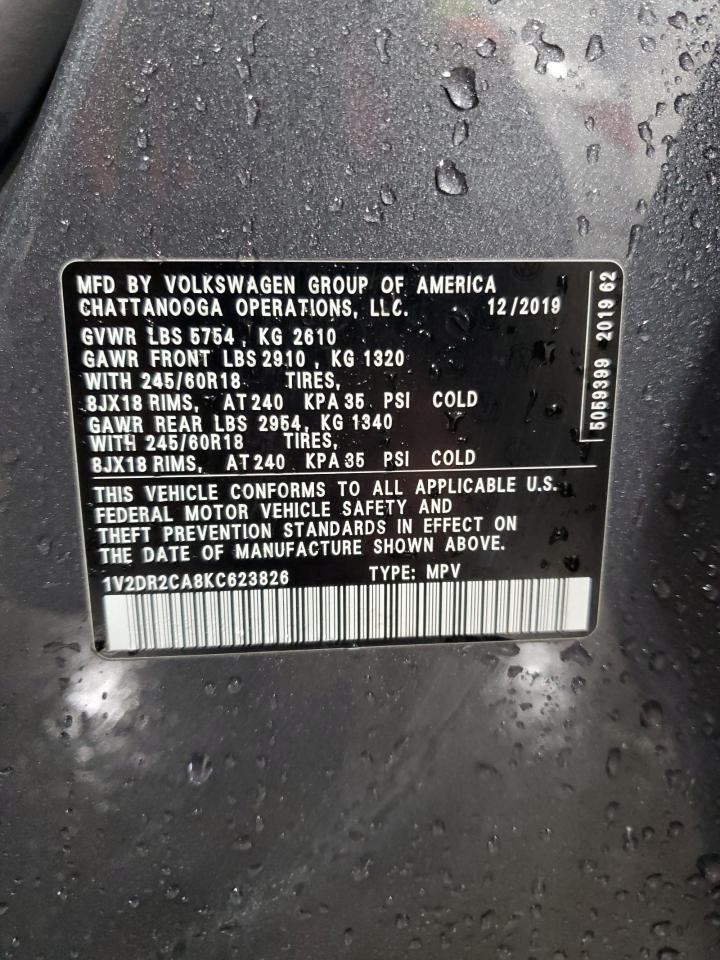 MFD BY VOLKSWAGEN GROUP OF AMERICA
CHATTANOOGA OPERATIONS, LLC. 12/2019
GVWR LBS 5754 , KG 2610
GAWR FRONT LBS 2910 , KG 1320
WITH 245/60R18 TIRES,
8JX18 RIMS, AT 240 KPA 35 PSI COLD
GAWR REAR LBS 2954, KG 1340
WITH 245/60R18 TIRES,
8JX18 RIMS, AT 240 KPA 35 PSI COLD
THIS VEHICLE CONFORMS TO ALL APPLICABLE U.S.
FEDERAL MOTOR VEHICLE SAFETY AND
THEFT PREVENTION STANDARDS IN EFFECT ON
THE DATE OF MANUFACTURE SHOWN ABOVE.
1V2DR2CA8KC623826 TYPE: MPV
5059399 2019 62